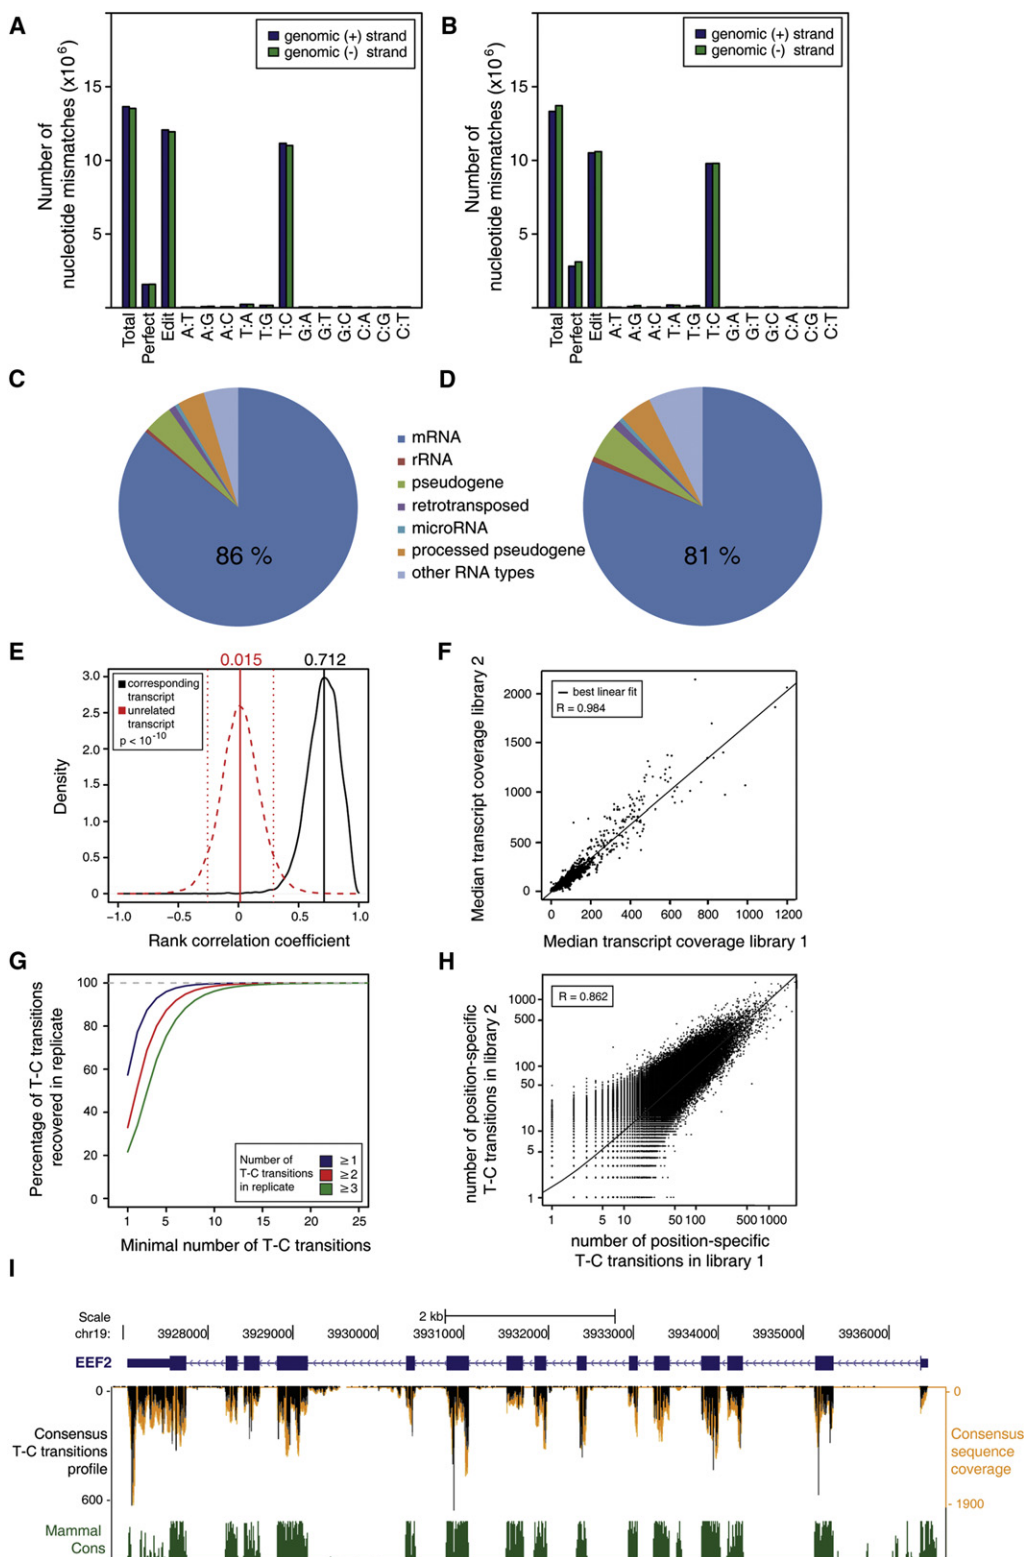 A
genomic (+) strand
genomic (-) strand
Number of
nucleotide mismatches (x10^6)
15
10
5
Total
Perfect
Edit
A:T
A:G
A:C
T:A
T:G
T:C
G:A
G:T
G:C
C:A
C:G
C:T
B
genomic (+) strand
genomic (-) strand
Number of
nucleotide mismatches (x10^6)
15
10
5
Total
Perfect
Edit
A:T
A:G
A:C
T:A
T:G
T:C
G:A
G:T
G:C
C:A
C:G
C:T
C
86 %
mRNA
rRNA
pseudogene
retrotransposed
microRNA
processed pseudogene
other RNA types
D
81 %
E
0.015
0.712
corresponding
transcript
unrelated
transcript
p < 10^-10
Density
3.0
2.5
2.0
1.5
1.0
0.5
0
−1.0
−0.5
0
0.5
1.0
Rank correlation coefficient
F
best linear fit
R = 0.984
Median transcript coverage library 2
2000
1500
1000
500
0
0
200
400
600
800
1000
1200
Median transcript coverage library 1
G
Percentage of T-C transitions
recovered in replicate
100
80
60
40
20
0
Number of
T-C transitions
in replicate
≥ 1
≥ 2
≥ 3
1
5
10
15
20
25
Minimal number of T-C transitions
H
R = 0.862
number of position-specific
T-C transitions in library 2
1000
500
100
50
10
5
1
1
5
10
50
100
500
1000
number of position-specific
T-C transitions in library 1
I
Scale
2 kb
chr19:
3928000
3929000
3930000
3931000
3932000
3933000
3934000
3935000
3936000
EEF2
0
Consensus
T-C transitions
profile
600
0
Consensus
sequence
coverage
1900
Mammal
Cons